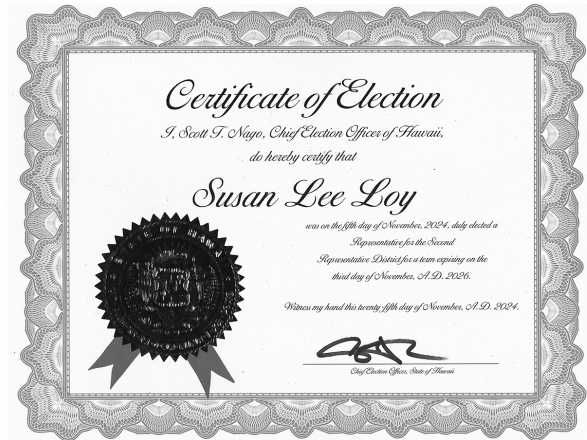 Certificate of Election
I, Scott T. Nago, Chief Election Officer of Hawaii,
do hereby certify that
Susan Lee Loy
was on the fifth day of November, 2024, duly elected a
Representative for the Second
Representative District for a term expiring on the
third day of November, A.D. 2026.
Witness my hand this twenty-fifth day of November, A.D. 2024.
Chief Election Officer, State of Hawaii